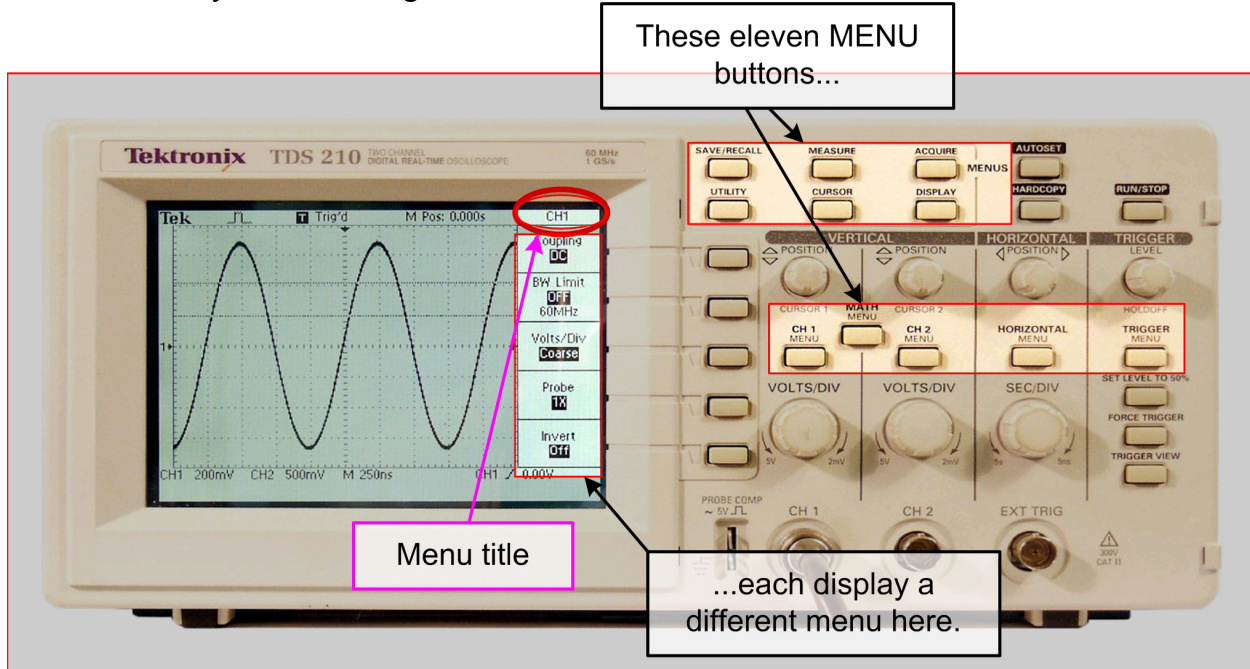 These eleven MENU
buttons...
Tektronix TDS 210 TWO CHANNEL DIGITAL REAL-TIME OSCILLOSCOPE 60 MHz 1 GS/s
SAVE/RECALL MEASURE ACQUIRE MENUS AUTOSET
UTILITY CURSOR DISPLAY HARDCOPY RUN/STOP
Tek T Trig'd M Pos: 0.000s CH1
Coupling
DC
BW Limit
OFF
60MHz
Volts/Div
Coarse
Probe
1X
Invert
Off
1
CH1 200mV CH2 500mV M 250ns CH1 0.00V
VERTICAL HORIZONTAL TRIGGER
POSITION POSITION POSITION LEVEL
CURSOR 1 MATH MENU CURSOR 2 HOLDOFF
CH 1 MENU CH 2 MENU HORIZONTAL MENU TRIGGER MENU
SET LEVEL TO 50%
VOLTS/DIV VOLTS/DIV SEC/DIV
FORCE TRIGGER
TRIGGER VIEW
5V 2mV 5V 2mV 5s 5ns
PROBE COMP
~ 5V
CH 1 CH 2 EXT TRIG
300V
CAT II
Menu title
...each display a
different menu here.